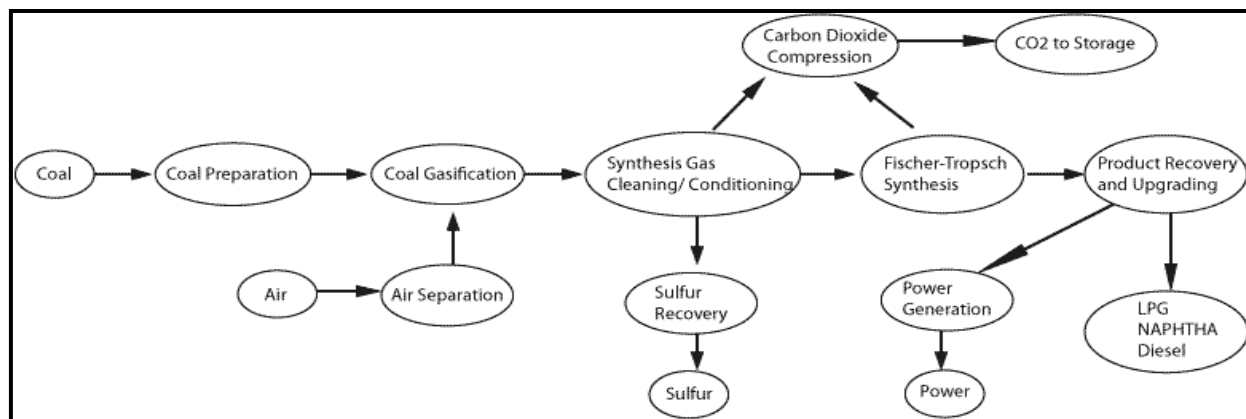 Carbon Dioxide
Compression
CO2 to Storage
Coal
Coal Preparation
Coal Gasification
Synthesis Gas
Cleaning/ Conditioning
Fischer-Tropsch
Synthesis
Product Recovery
and Upgrading
Air
Air Separation
Sulfur
Recovery
Power
Generation
LPG
NAPHTHA
Diesel
Sulfur
Power